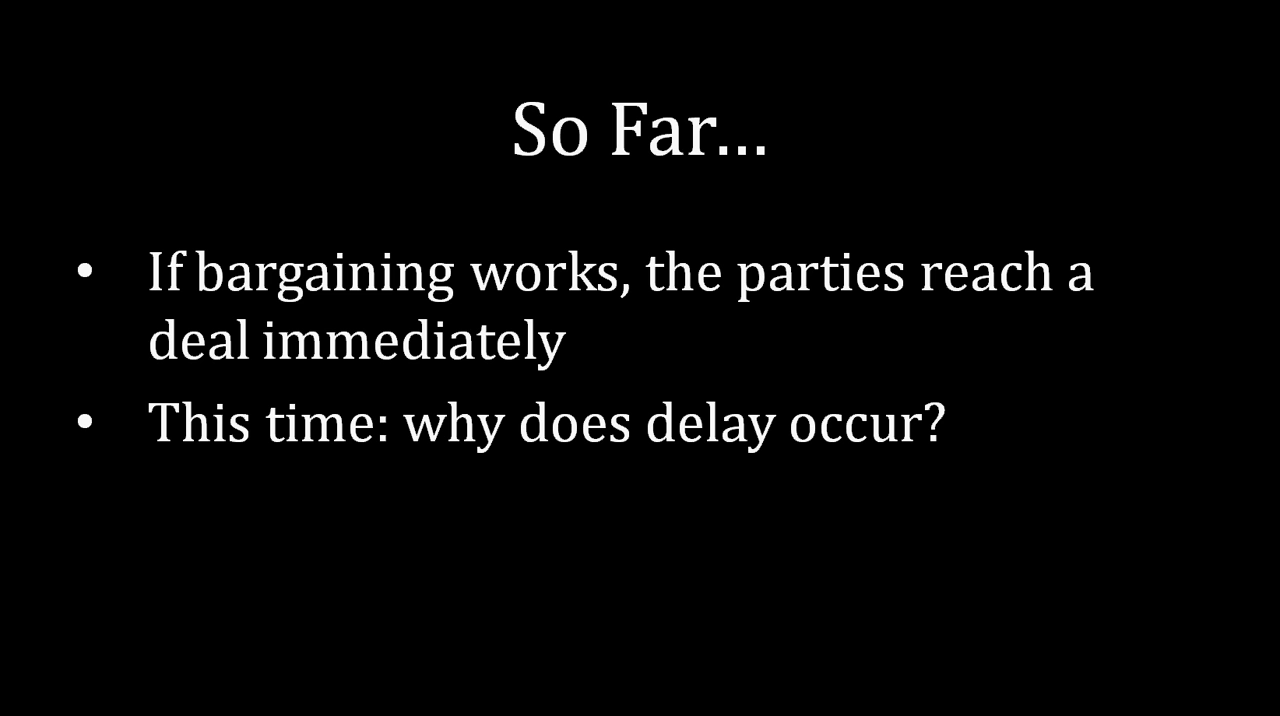 So Far...
• If bargaining works, the parties reach a
deal immediately
• This time: why does delay occur?